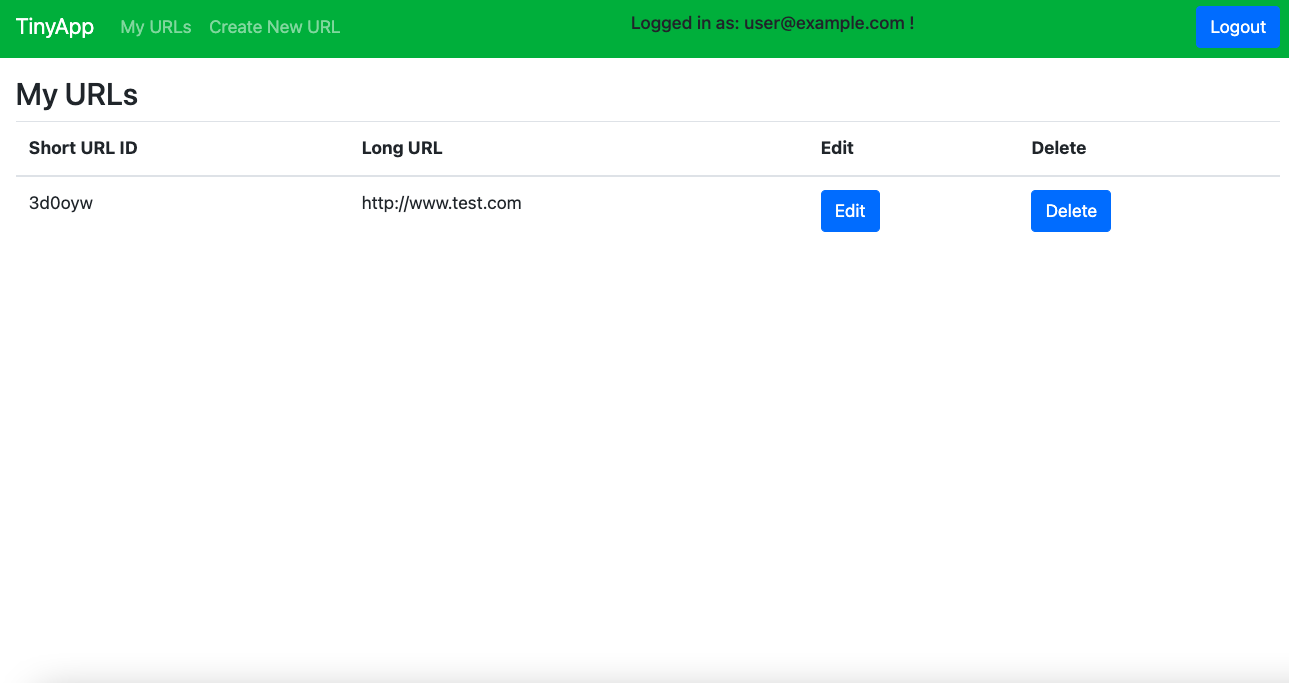 TinyApp My URLs Create New URL Logged in as: user@example.com ! Logout
My URLs
Short URL ID Long URL Edit Delete
3d0oyw http://www.test.com Edit Delete